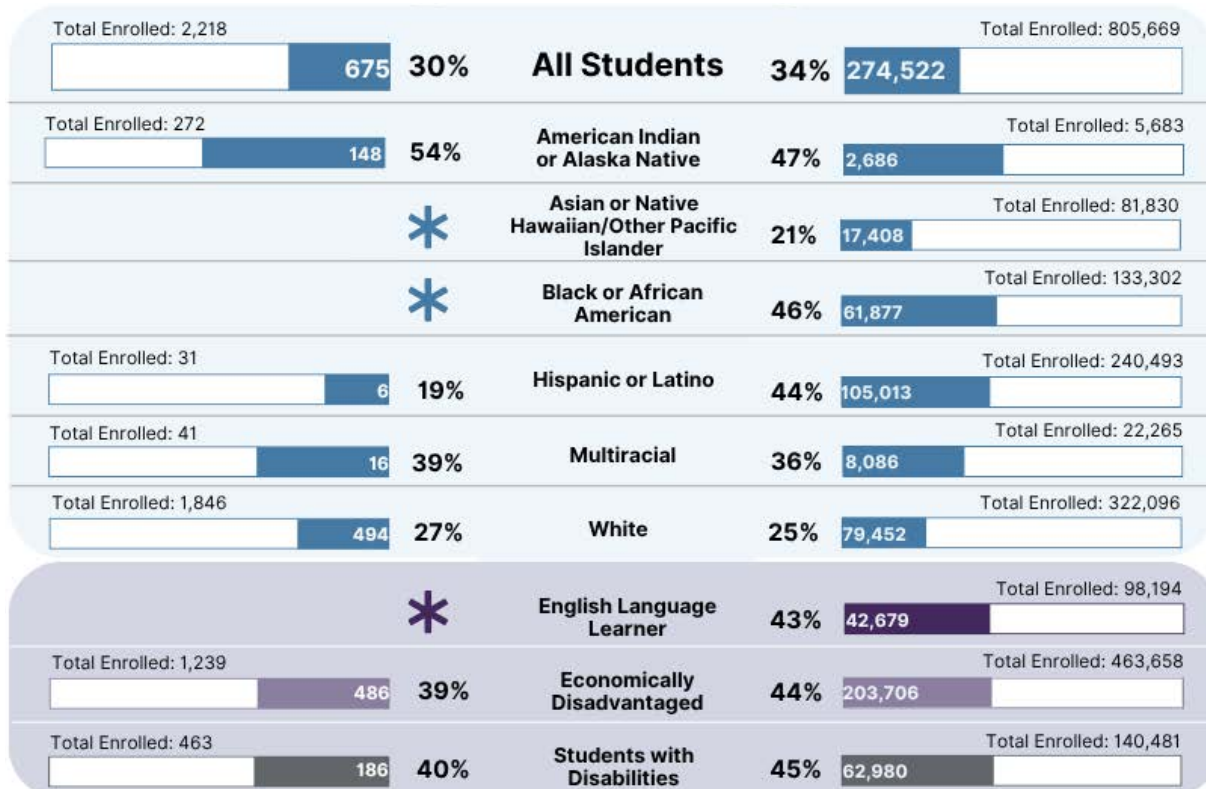 Total Enrolled: 2,218
Total Enrolled: 805,669
675 30% All Students 34% 274,522
Total Enrolled: 272
Total Enrolled: 5,683
148 54% American Indian
or Alaska Native 47% 2,686
Total Enrolled: 81,830
* Asian or Native
Hawaiian/Other Pacific
Islander 21% 17,408
Total Enrolled: 133,302
* Black or African
American 46% 61,877
Total Enrolled: 31
Total Enrolled: 240,493
6 19% Hispanic or Latino 44% 105,013
Total Enrolled: 41
Total Enrolled: 22,265
16 39% Multiracial 36% 8,086
Total Enrolled: 1,846
Total Enrolled: 322,096
494 27% White 25% 79,452
Total Enrolled: 98,194
* English Language
Learner 43% 42,679
Total Enrolled: 1,239
Total Enrolled: 463,658
486 39% Economically
Disadvantaged 44% 203,706
Total Enrolled: 463
Total Enrolled: 140,481
186 40% Students with
Disabilities 45% 62,980